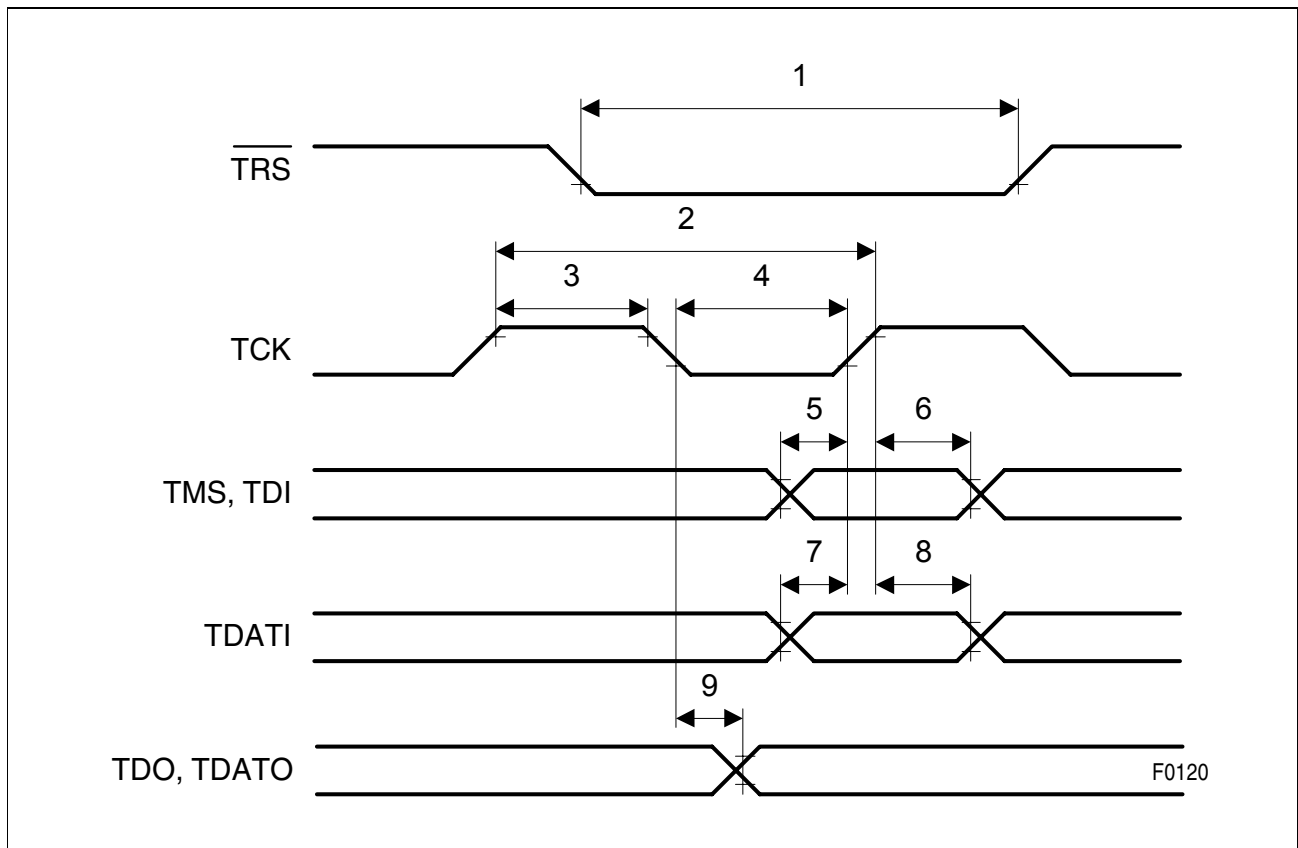 1
TRS
2
3 4
TCK
5 6
TMS, TDI
7 8
TDATI
9
TDO, TDATO
F0120